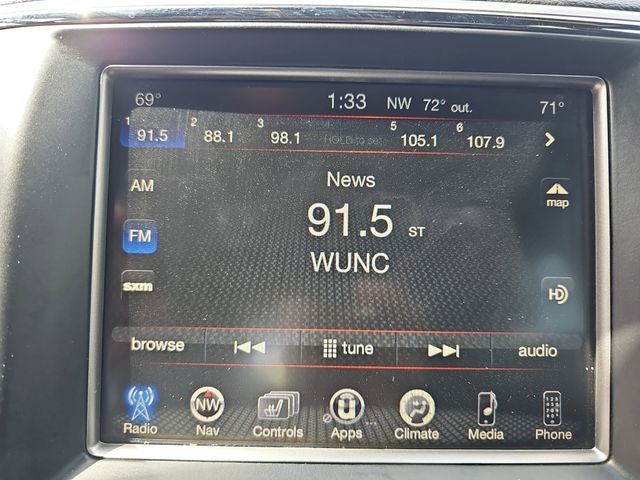 69° 1:33 NW 72° out. 71°
1 91.5 2 88.1 3 98.1 HOLD to set 5 105.1 6 107.9
AM
FM
sxm
News
91.5 ST
WUNC
map
HD
browse tune audio
NW
Radio Nav Controls Apps Climate Media Phone